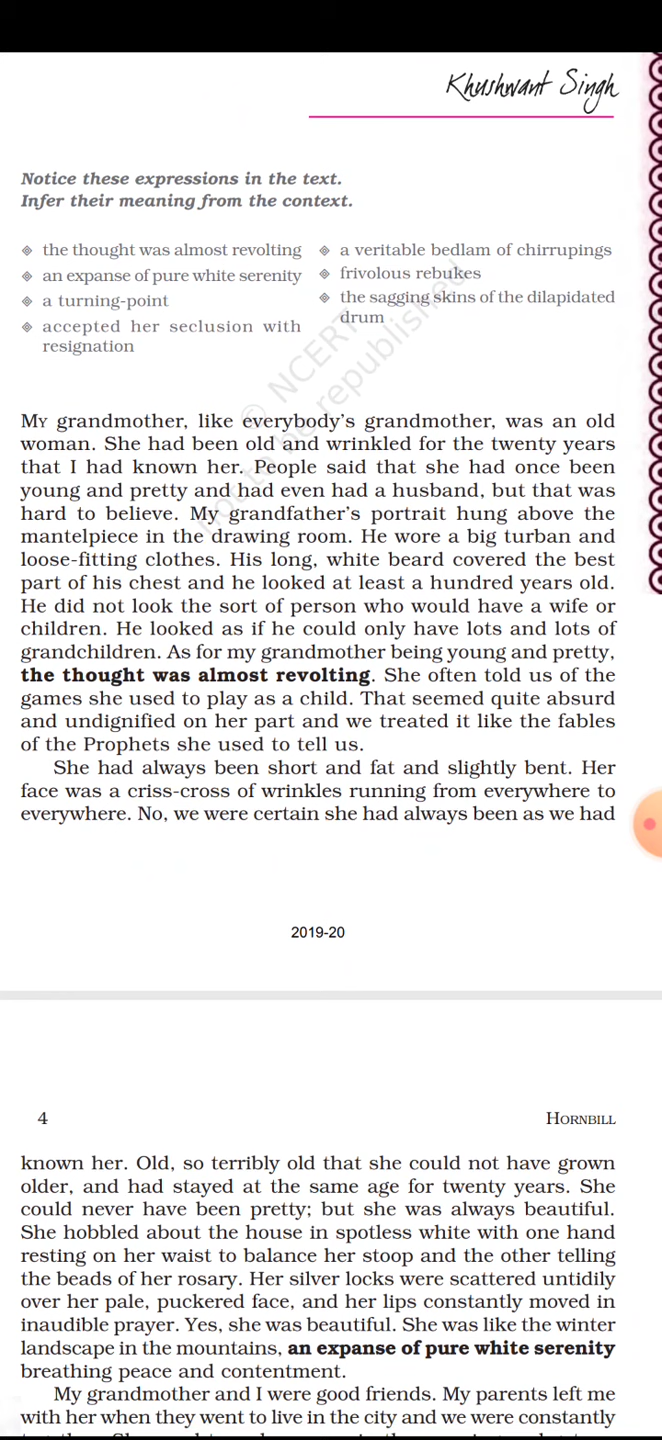 Khushwant Singh
Notice these expressions in the text.
Infer their meaning from the context.
the thought was almost revolting
an expanse of pure white serenity
a turning-point
accepted her seclusion with
resignation
a veritable bedlam of chirrupings
frivolous rebukes
the sagging skins of the dilapidated
drum
© NCERT
not to be republished
MY grandmother, like everybody's grandmother, was an old
woman. She had been old and wrinkled for the twenty years
that I had known her. People said that she had once been
young and pretty and had even had a husband, but that was
hard to believe. My grandfather's portrait hung above the
mantelpiece in the drawing room. He wore a big turban and
loose-fitting clothes. His long, white beard covered the best
part of his chest and he looked at least a hundred years old.
He did not look the sort of person who would have a wife or
children. He looked as if he could only have lots and lots of
grandchildren. As for my grandmother being young and pretty,
the thought was almost revolting. She often told us of the
games she used to play as a child. That seemed quite absurd
and undignified on her part and we treated it like the fables
of the Prophets she used to tell us.
She had always been short and fat and slightly bent. Her
face was a criss-cross of wrinkles running from everywhere to
everywhere. No, we were certain she had always been as we had
2019-20
4
HORNBILL
known her. Old, so terribly old that she could not have grown
older, and had stayed at the same age for twenty years. She
could never have been pretty; but she was always beautiful.
She hobbled about the house in spotless white with one hand
resting on her waist to balance her stoop and the other telling
the beads of her rosary. Her silver locks were scattered untidily
over her pale, puckered face, and her lips constantly moved in
inaudible prayer. Yes, she was beautiful. She was like the winter
landscape in the mountains, an expanse of pure white serenity
breathing peace and contentment.
My grandmother and I were good friends. My parents left me
with her when they went to live in the city and we were constantly